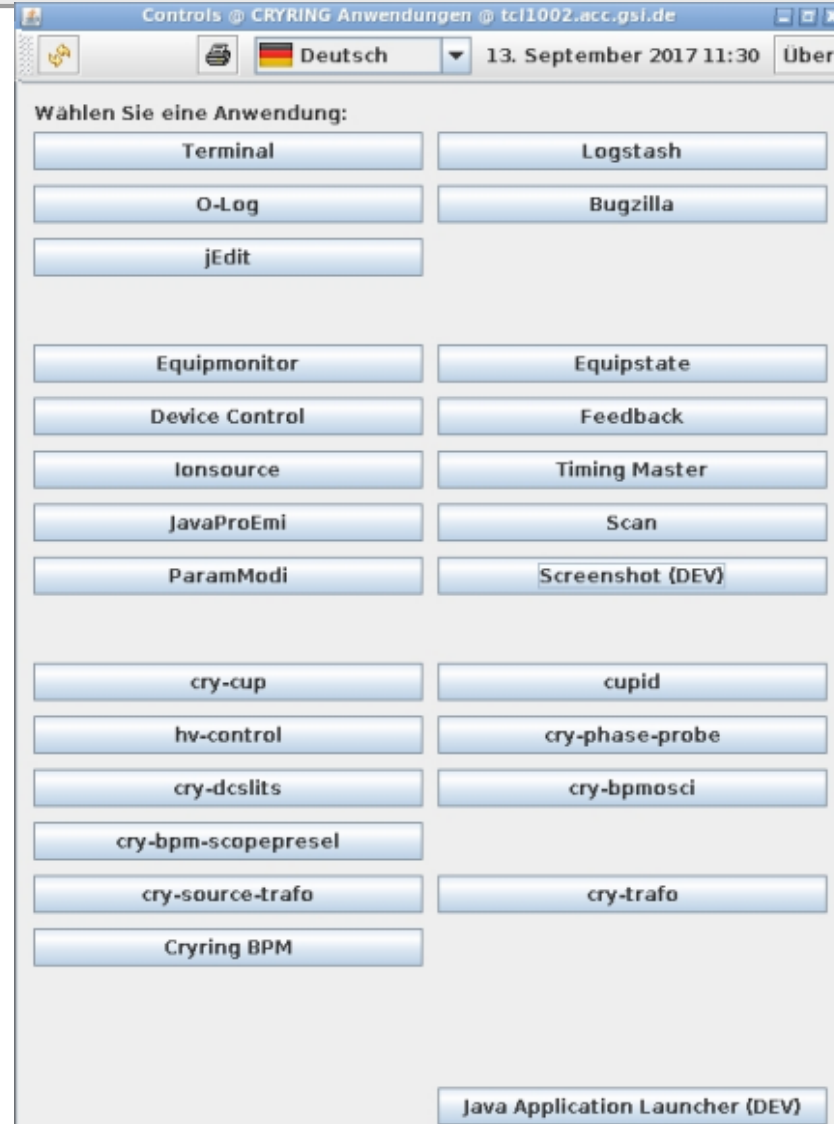 Controls @ CRYRING Anwendungen @ tcl1002.acc.gsi.de
Deutsch 13. September 2017 11:30 Über
Wählen Sie eine Anwendung:
Terminal Logstash
O-Log Bugzilla
jEdit
Equipmonitor Equipstate
Device Control Feedback
Ionsource Timing Master
JavaProEmi Scan
ParamModi Screenshot (DEV)
cry-cup cupid
hv-control cry-phase-probe
cry-dcslits cry-bpmosci
cry-bpm-scopepresel
cry-source-trafo cry-trafo
Cryring BPM
Java Application Launcher (DEV)